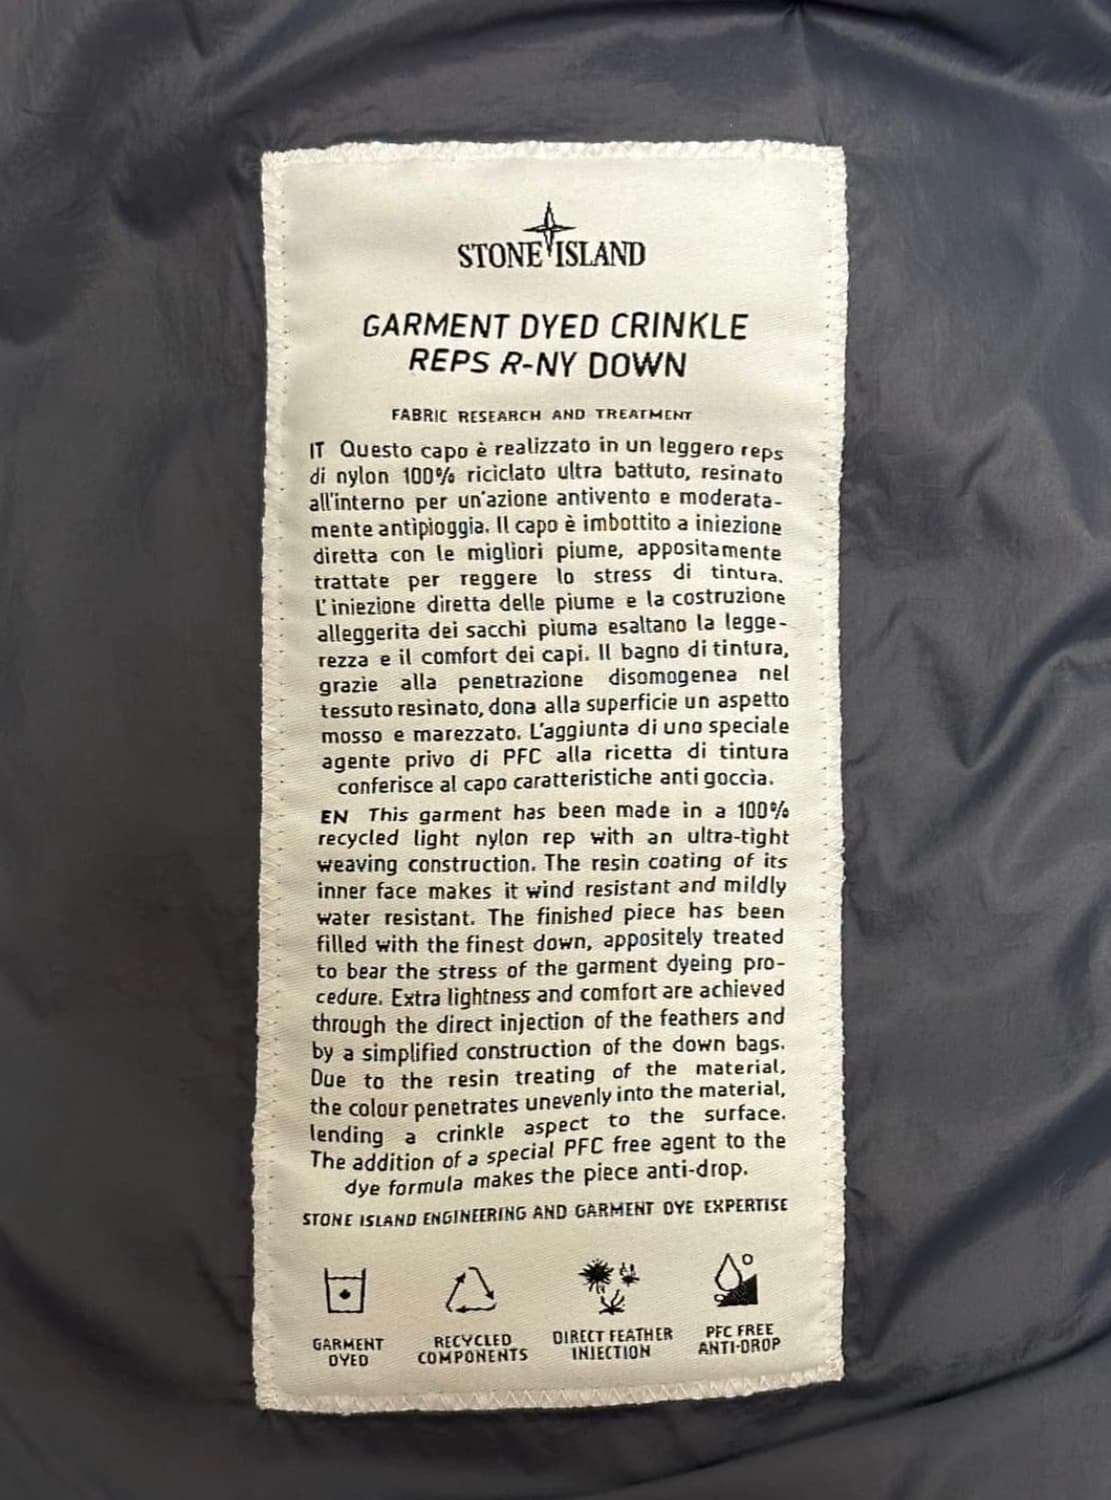 STONE ISLAND
GARMENT DYED CRINKLE
REPS R-NY DOWN
FABRIC RESEARCH AND TREATMENT
IT Questo capo è realizzato in un leggero reps
di nylon 100% riciclato ultra battuto, resinato
all'interno per un'azione antivento e moderata-
mente antipioggia. Il capo è imbottito a iniezione
diretta con le migliori piume, appositamente
trattate per reggere lo stress di tintura.
L'iniezione diretta delle piume e la costruzione
alleggerita dei sacchi piuma esaltano la legge-
rezza e il comfort dei capi. Il bagno di tintura,
grazie alla penetrazione disomogenea nel
tessuto resinato, dona alla superficie un aspetto
mosso e marezzato. L'aggiunta di uno speciale
agente privo di PFC alla ricetta di tintura
conferisce al capo caratteristiche anti goccia.
EN This garment has been made in a 100%
recycled light nylon rep with an ultra-tight
weaving construction. The resin coating of its
inner face makes it wind resistant and mildly
water resistant. The finished piece has been
filled with the finest down, appositely treated
to bear the stress of the garment dyeing pro-
cedure. Extra lightness and comfort are achieved
through the direct injection of the feathers and
by a simplified construction of the down bags.
Due to the resin treating of the material,
the colour penetrates unevenly into the material,
lending a crinkle aspect to the surface.
The addition of a special PFC free agent to the
dye formula makes the piece anti-drop.
STONE ISLAND ENGINEERING AND GARMENT DYE EXPERTISE
GARMENT
DYED
RECYCLED
COMPONENTS
DIRECT FEATHER
INJECTION
PFC FREE
ANTI-DROP